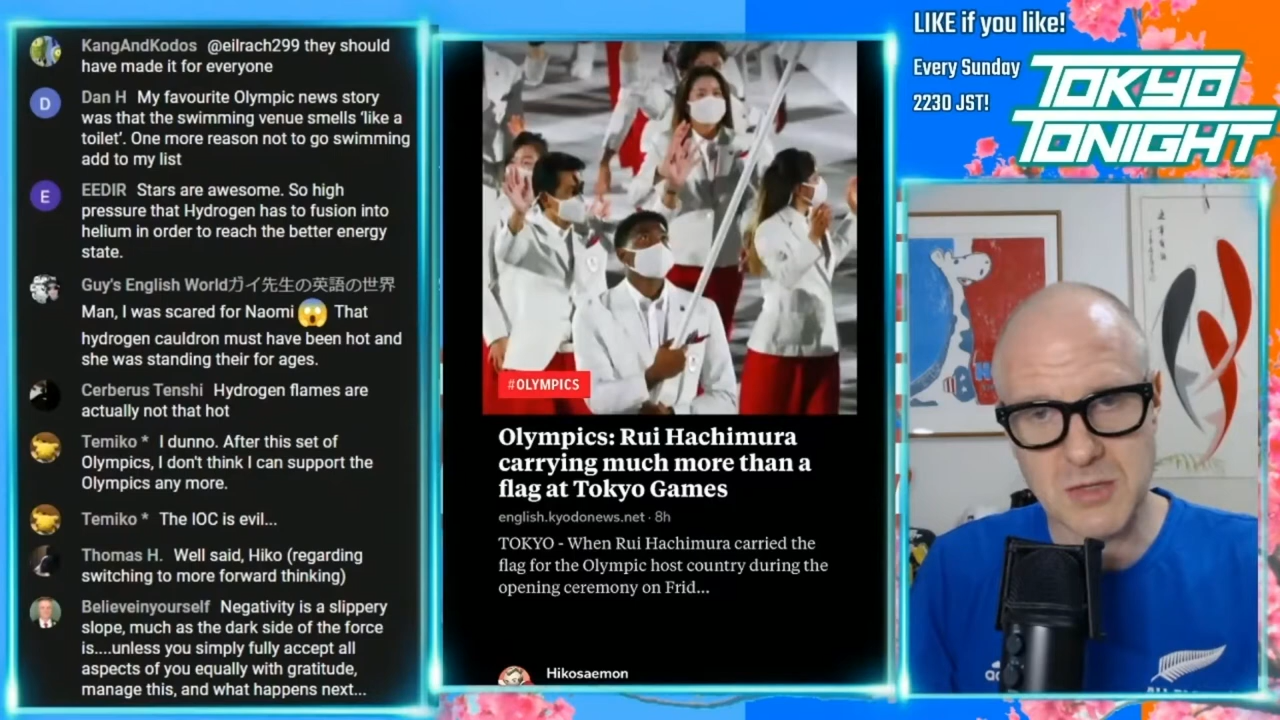 KangAndKodos @eilrach299 they should
have made it for everyone
D
Dan H My favourite Olympic news story
was that the swimming venue smells 'like a
toilet'. One more reason not to go swimming
add to my list
E
EEDIR Stars are awesome. So high
pressure that Hydrogen has to fusion into
helium in order to reach the better energy
state.
Guy's English Worldガイ先生の英語の世界
Man, I was scared for Naomi😱 That
hydrogen cauldron must have been hot and
she was standing their for ages.
Cerberus Tenshi Hydrogen flames are
actually not that hot
Temiko * I dunno. After this set of
Olympics, I don't think I can support the
Olympics any more.
Temiko * The IOC is evil...
Thomas H. Well said, Hiko (regarding
switching to more forward thinking)
Believeinyourself Negativity is a slippery
slope, much as the dark side of the force
is....unless you simply fully accept all
aspects of you equally with gratitude,
manage this, and what happens next...
#OLYMPICS
Olympics: Rui Hachimura
carrying much more than a
flag at Tokyo Games
english.kyodonews.net · 8h
TOKYO - When Rui Hachimura carried the
flag for the Olympic host country during the
opening ceremony on Frid...
Hikosaemon
LIKE if you like!
Every Sunday
2230 JST!
TOKYO
TONIGHT